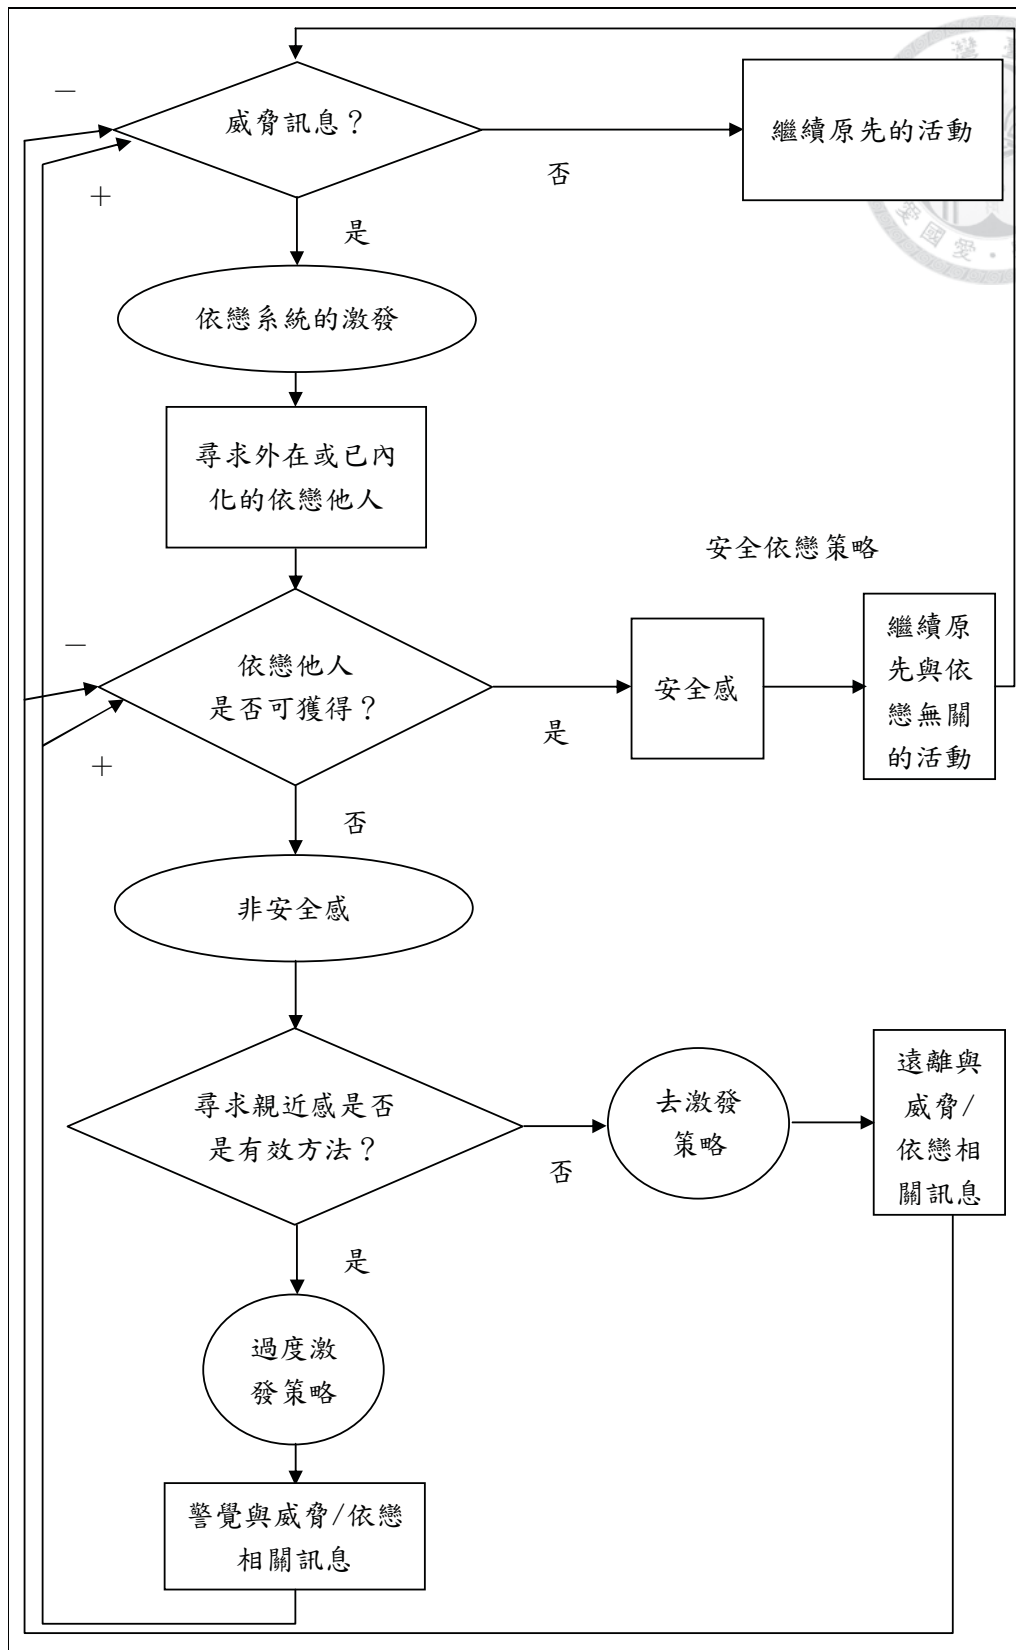 威脅訊息？
繼續原先的活動
－
＋
否
是
依戀系統的激發
尋求外在或已內
化的依戀他人
安全依戀策略
－
＋
依戀他人
是否可獲得？
是
安全感
繼續原
先與依
戀無關
的活動
否
非安全感
尋求親近感是否
是有效方法？
否
去激發
策略
遠離與
威脅/
依戀相
關訊息
是
過度激
發策略
警覺與威脅/依戀
相關訊息
愛國愛